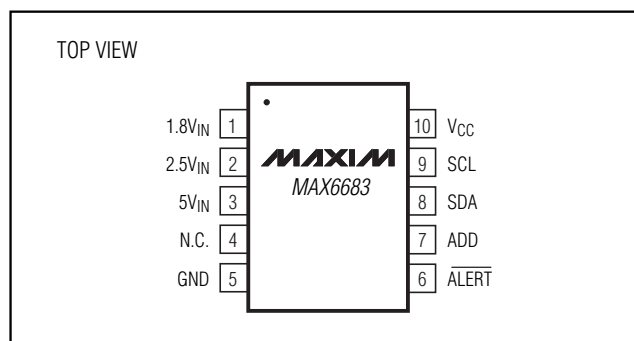 TOP VIEW
1.8VIN 1
10 VCC
2.5VIN 2
MAXIM
9 SCL
MAX6683
5VIN 3
8 SDA
N.C. 4
7 ADD
GND 5
6 ALERT